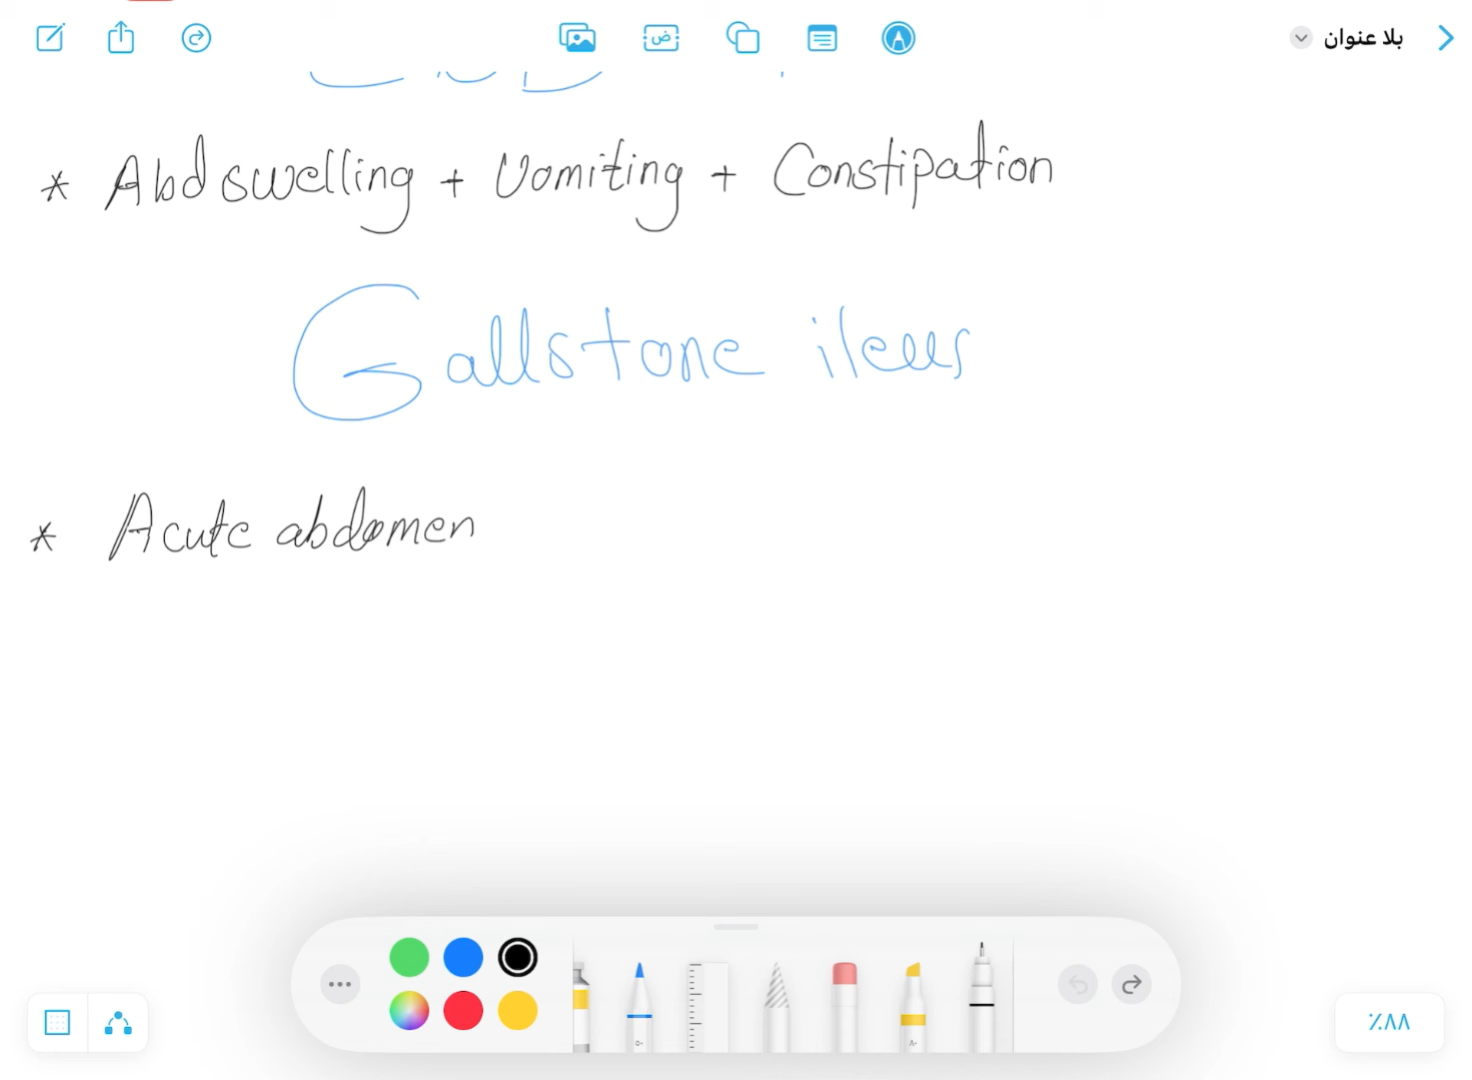 بلا عنوان
* Abd swelling + Vomiting + Constipation
Gallstone ileus
* Acute abdomen
٪٨٨